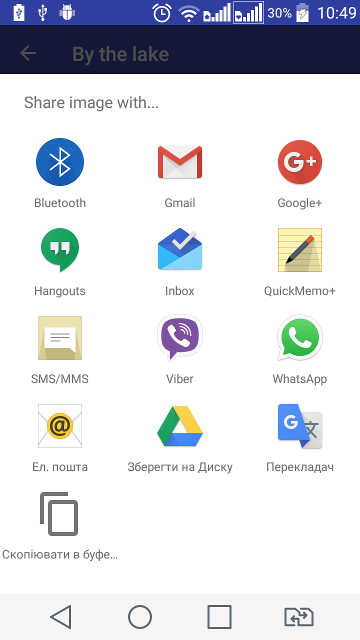 30% 10:49
By the lake
Share image with...
Bluetooth Gmail Google+
Hangouts Inbox QuickMemo+
SMS/MMS Viber WhatsApp
Ел. пошта Зберегти на Диску Перекладач
Скопіювати в буфе...